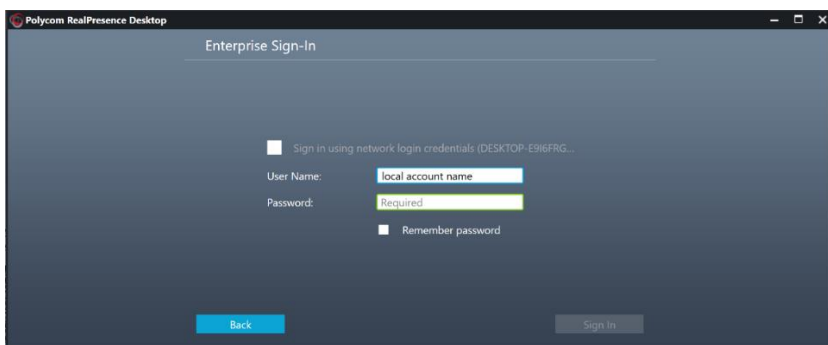 Polycom RealPresence Desktop
Enterprise Sign-In
Sign in using network login credentials (DESKTOP-E9I6FRG...
User Name: local account name
Password: Required
Remember password
Back Sign In